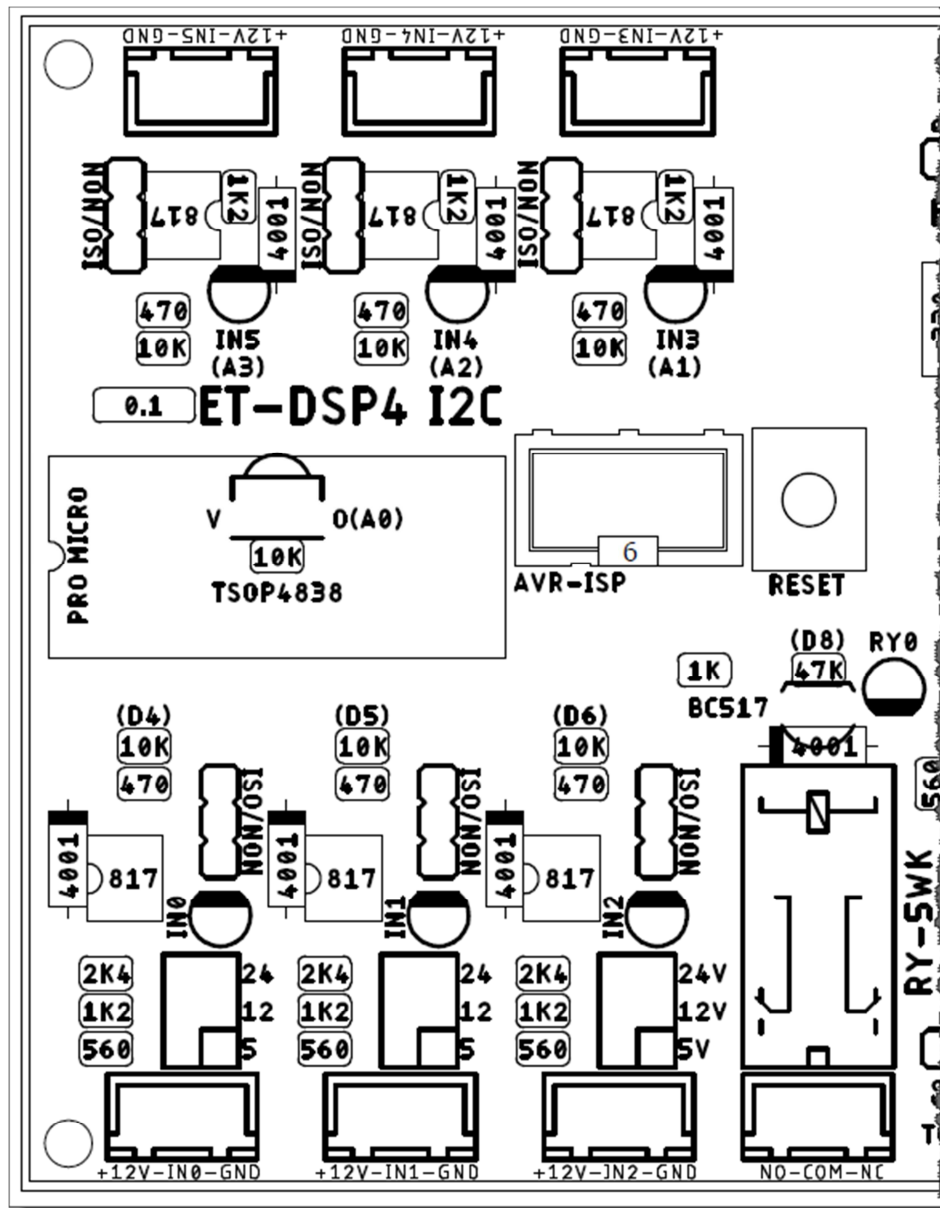 +12V-IN5-GND
+12V-IN4-GND
+12V-IN3-GND
NON/ISO
817
1K2
4001
NON/ISO
817
1K2
4001
NON/ISO
817
1K2
4001
470
10K
IN5
(A3)
470
10K
IN4
(A2)
470
10K
IN3
(A1)
0.1
ET-DSP4 I2C
PRO MICRO
V
O(A0)
10K
TSOP4838
6
AVR-ISP
RESET
1K
BC517
(D8)
47K
RY0
4001
560
(D4)
10K
470
(D5)
10K
470
(D6)
10K
470
ISO/NON
ISO/NON
ISO/NON
4001
817
IN0
4001
817
IN1
4001
817
IN2
RY-5WK
2K4
1K2
560
24
12
5
2K4
1K2
560
24
12
5
2K4
1K2
560
24V
12V
5V
+12V-IN0-GND
+12V-IN1-GND
+12V-IN2-GND
NO-COM-NC